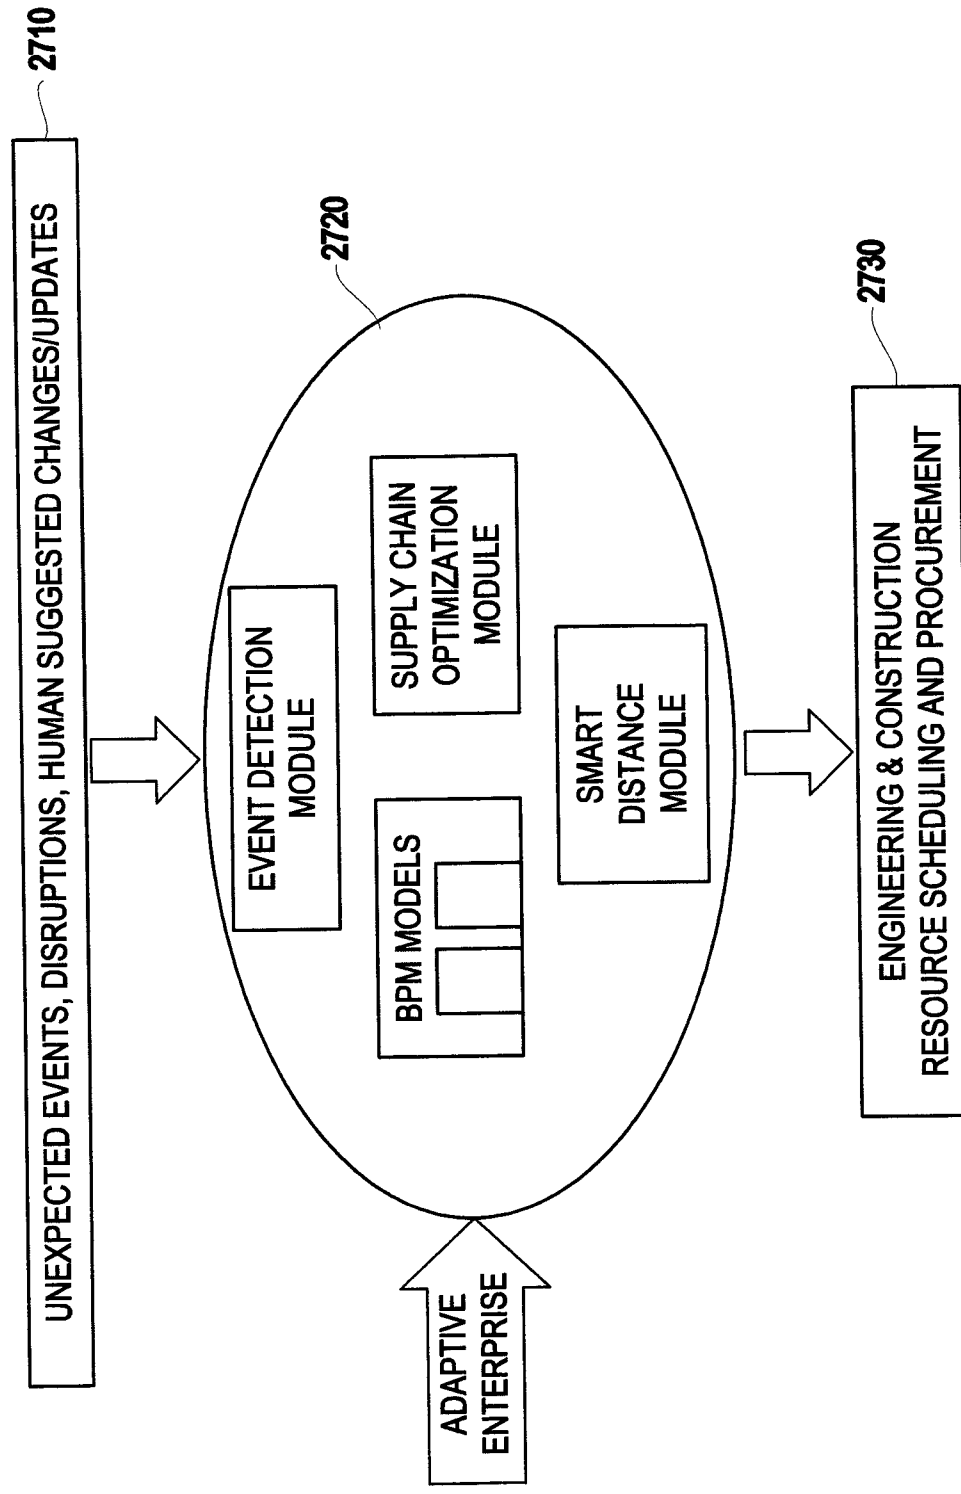 2710
UNEXPECTED EVENTS, DISRUPTIONS, HUMAN SUGGESTED CHANGES/UPDATES
2720
EVENT DETECTION
MODULE
ADAPTIVE
ENTERPRISE
BPM MODELS
SUPPLY CHAIN
OPTIMIZATION
MODULE
SMART
DISTANCE
MODULE
2730
ENGINEERING & CONSTRUCTION
RESOURCE SCHEDULING AND PROCUREMENT